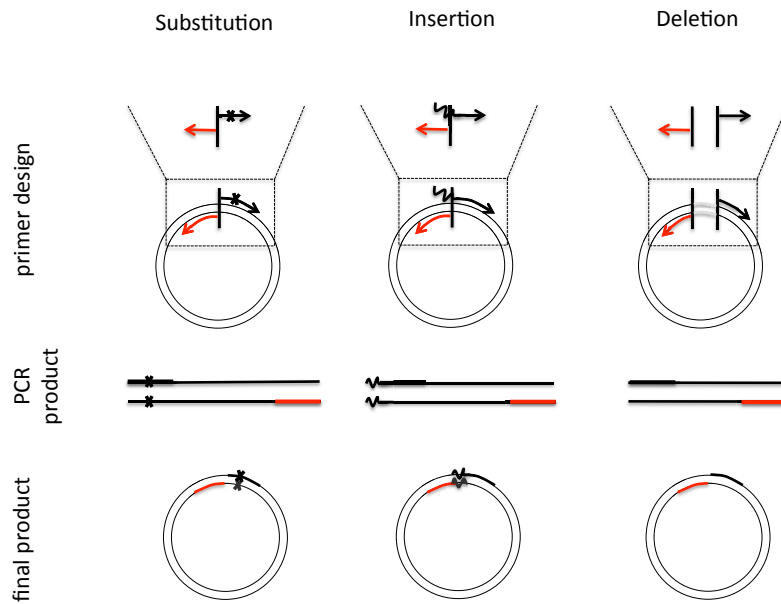 Substitution
Insertion
Deletion
primer design
PCR
product
final product